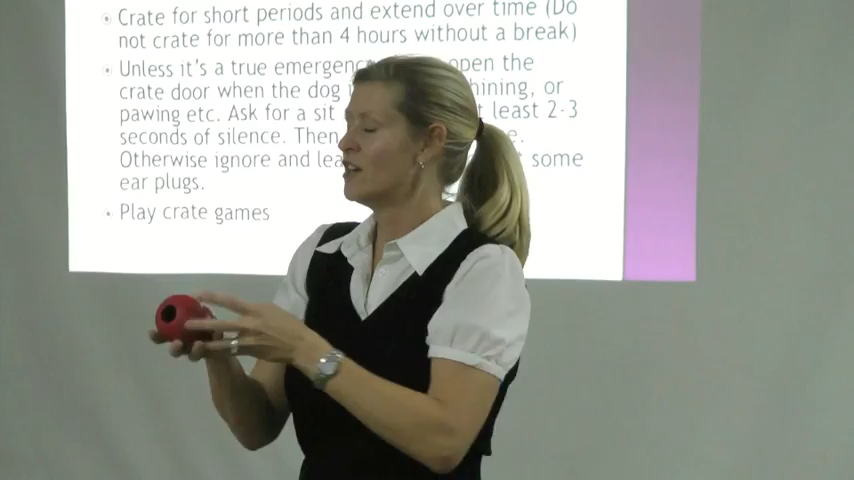 Crate for short periods and extend over time (Do
not crate for more than 4 hours without a break)
Unless it's a true emergenc open the
crate door when the dog hining, or
pawing etc. Ask for a sit t least 2-3
seconds of silence. Then e.
Otherwise ignore and lea some
ear plugs.
Play crate games